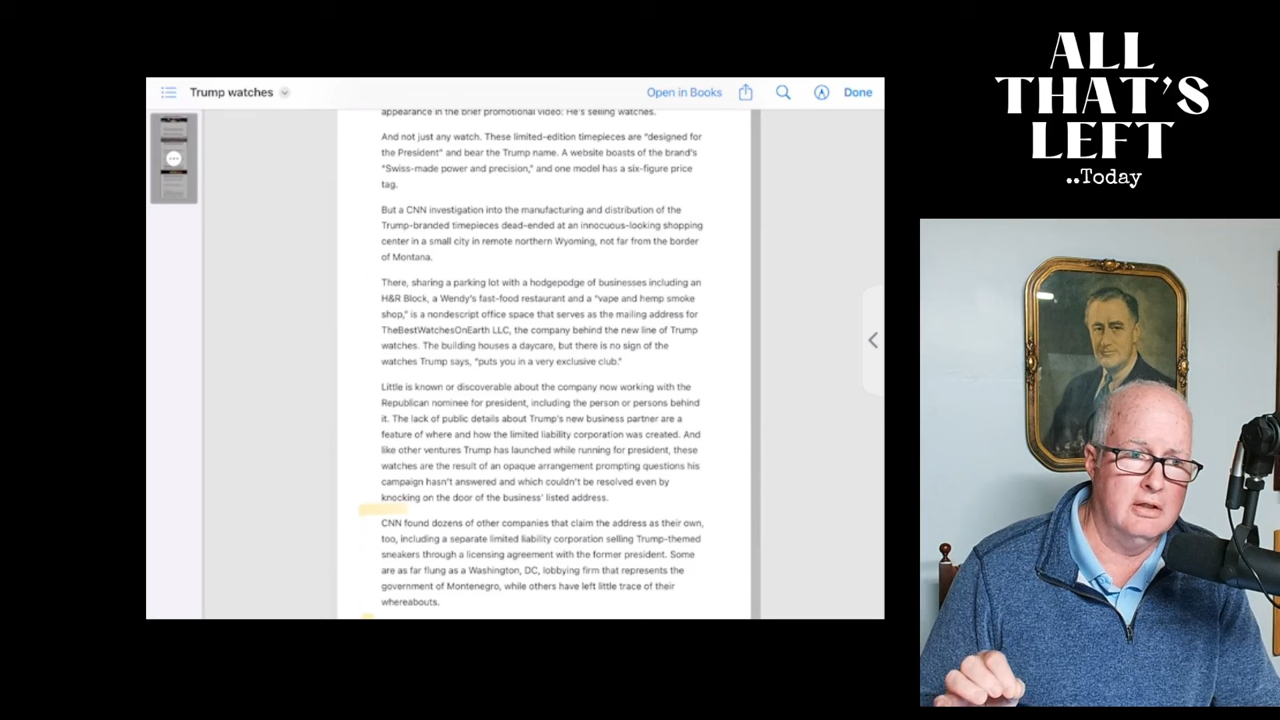 ALL
THAT'S
LEFT
..Today
Trump watches
Open in Books
Done
appearance in the brief promotional video: He's selling watches.
And not just any watch. These limited-edition timepieces are "designed for
the President" and bear the Trump name. A website boasts of the brand's
"Swiss-made power and precision," and one model has a six-figure price
tag.
But a CNN investigation into the manufacturing and distribution of the
Trump-branded timepieces dead-ended at an innocuous-looking shopping
center in a small city in remote northern Wyoming, not far from the border
of Montana.
There, sharing a parking lot with a hodgepodge of businesses including an
H&R Block, a Wendy's fast-food restaurant and a "vape and hemp smoke
shop," is a nondescript office space that serves as the mailing address for
TheBestWatchesOnEarth LLC, the company behind the new line of Trump
watches. The building houses a daycare, but there is no sign of the
watches Trump says, "puts you in a very exclusive club."
Little is known or discoverable about the company now working with the
Republican nominee for president, including the person or persons behind
it. The lack of public details about Trump's new business partner are a
feature of where and how the limited liability corporation was created. And
like other ventures Trump has launched while running for president, these
watches are the result of an opaque arrangement prompting questions his
campaign hasn't answered and which couldn't be resolved even by
knocking on the door of the business' listed address.
CNN found dozens of other companies that claim the address as their own,
too, including a separate limited liability corporation selling Trump-themed
sneakers through a licensing agreement with the former president. Some
are as far flung as a Washington, DC, lobbying firm that represents the
government of Montenegro, while others have left little trace of their
whereabouts.